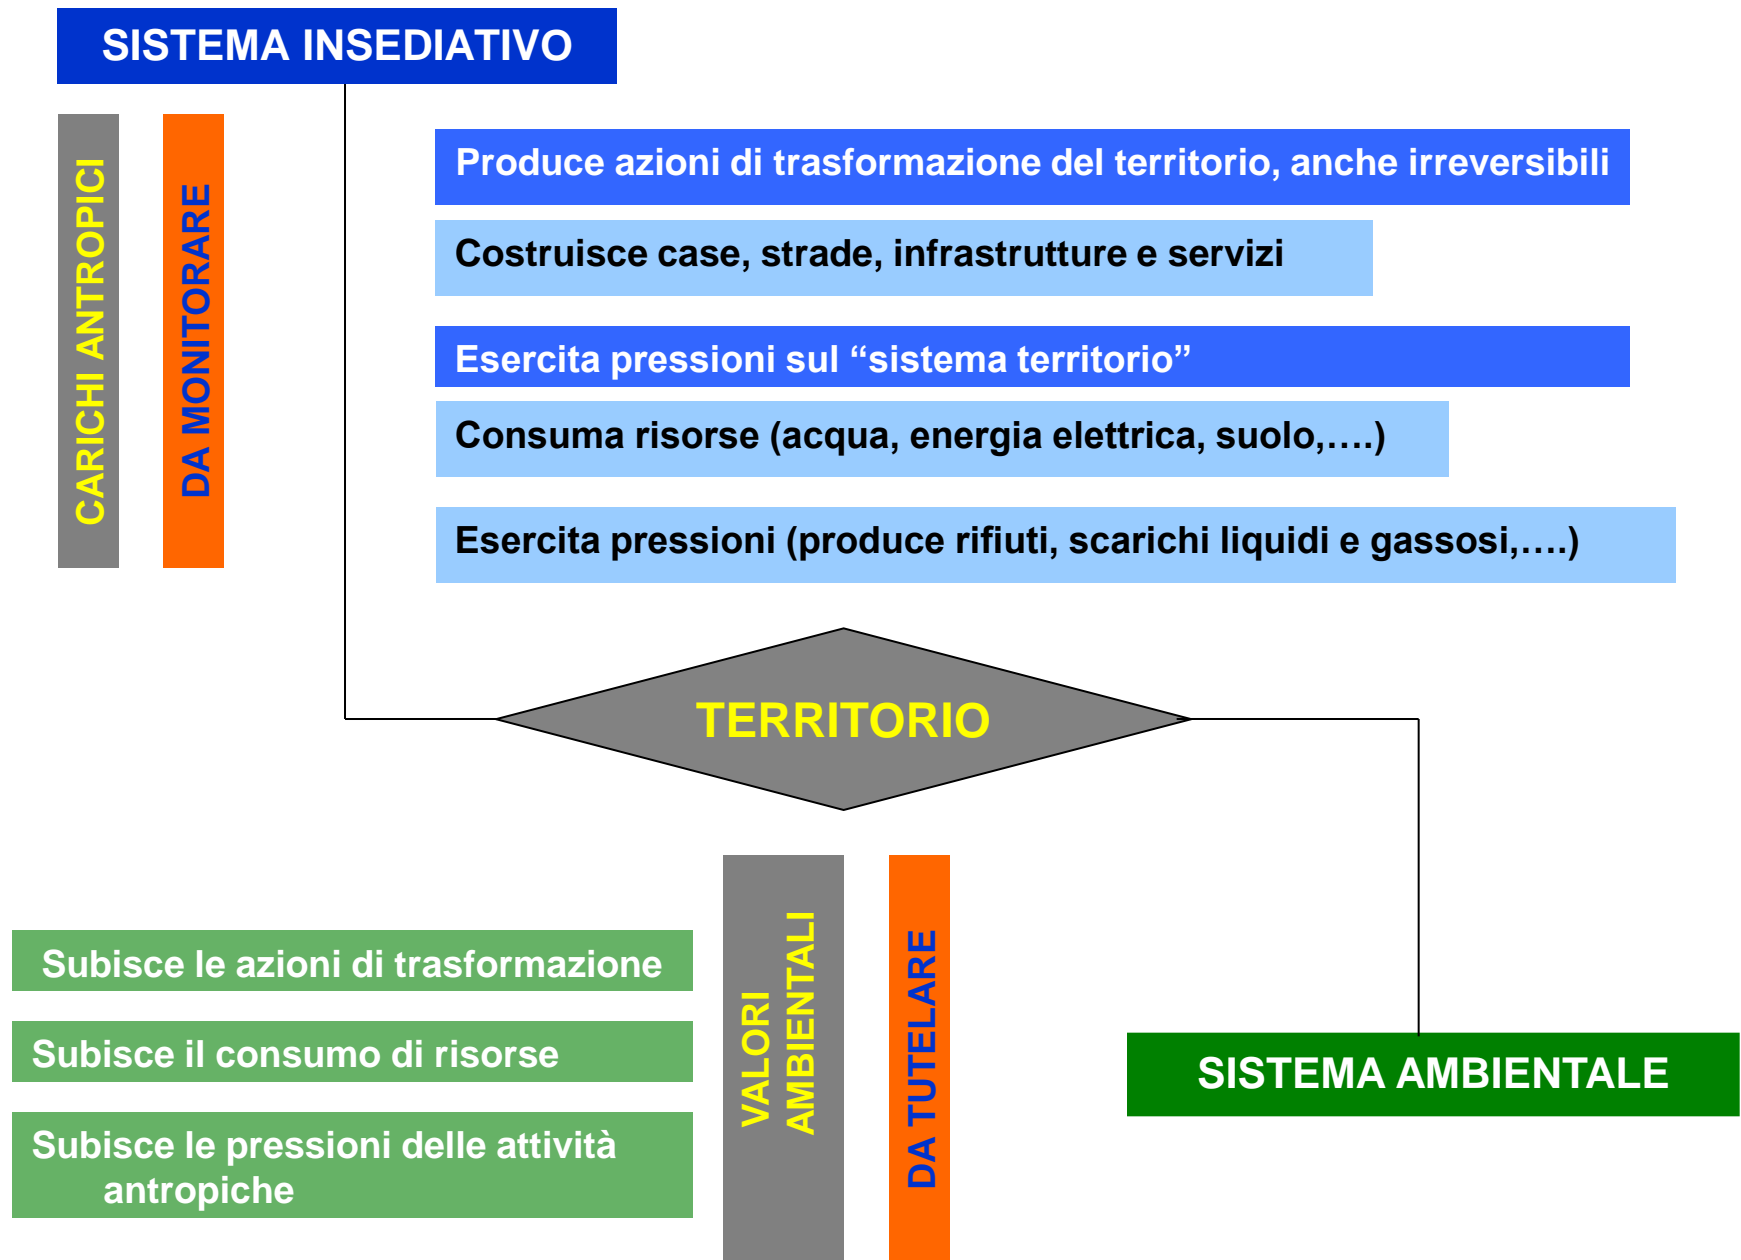 SISTEMA INSEDIATIVO
CARICHI ANTROPICI
DA MONITORARE
Produce azioni di trasformazione del territorio, anche irreversibili
Costruisce case, strade, infrastrutture e servizi
Esercita pressioni sul “sistema territorio”
Consuma risorse (acqua, energia elettrica, suolo,….)
Esercita pressioni (produce rifiuti, scarichi liquidi e gassosi,….)
TERRITORIO
Subisce le azioni di trasformazione
Subisce il consumo di risorse
Subisce le pressioni delle attività
antropiche
VALORI
AMBIENTALI
DA TUTELARE
SISTEMA AMBIENTALE